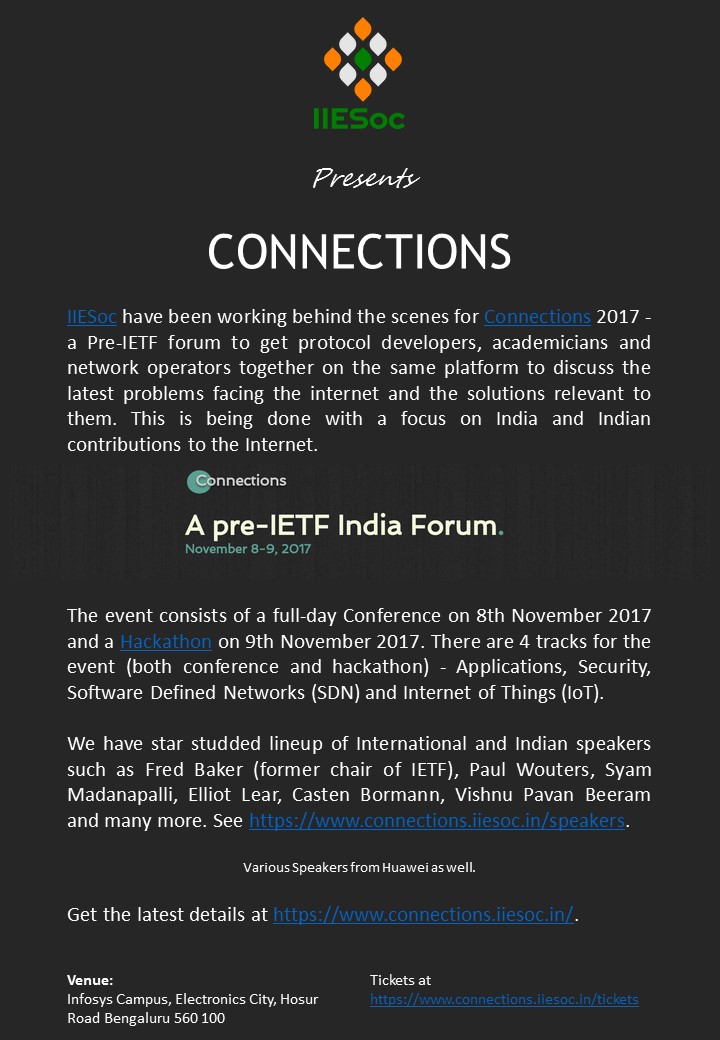 IIESoc
Presents
CONNECTIONS
IIESoc have been working behind the scenes for Connections 2017 -
a Pre-IETF forum to get protocol developers, academicians and
network operators together on the same platform to discuss the
latest problems facing the internet and the solutions relevant to
them. This is being done with a focus on India and Indian
contributions to the Internet.
Connections
A pre-IETF India Forum.
November 8-9, 2017
The event consists of a full-day Conference on 8th November 2017
and a Hackathon on 9th November 2017. There are 4 tracks for the
event (both conference and hackathon) - Applications, Security,
Software Defined Networks (SDN) and Internet of Things (IoT).
We have star studded lineup of International and Indian speakers
such as Fred Baker (former chair of IETF), Paul Wouters, Syam
Madanapalli, Elliot Lear, Casten Bormann, Vishnu Pavan Beeram
and many more. See https://www.connections.iiesoc.in/speakers.
Various Speakers from Huawei as well.
Get the latest details at https://www.connections.iiesoc.in/.
Venue:
Infosys Campus, Electronics City, Hosur
Road Bengaluru 560 100
Tickets at
https://www.connections.iiesoc.in/tickets